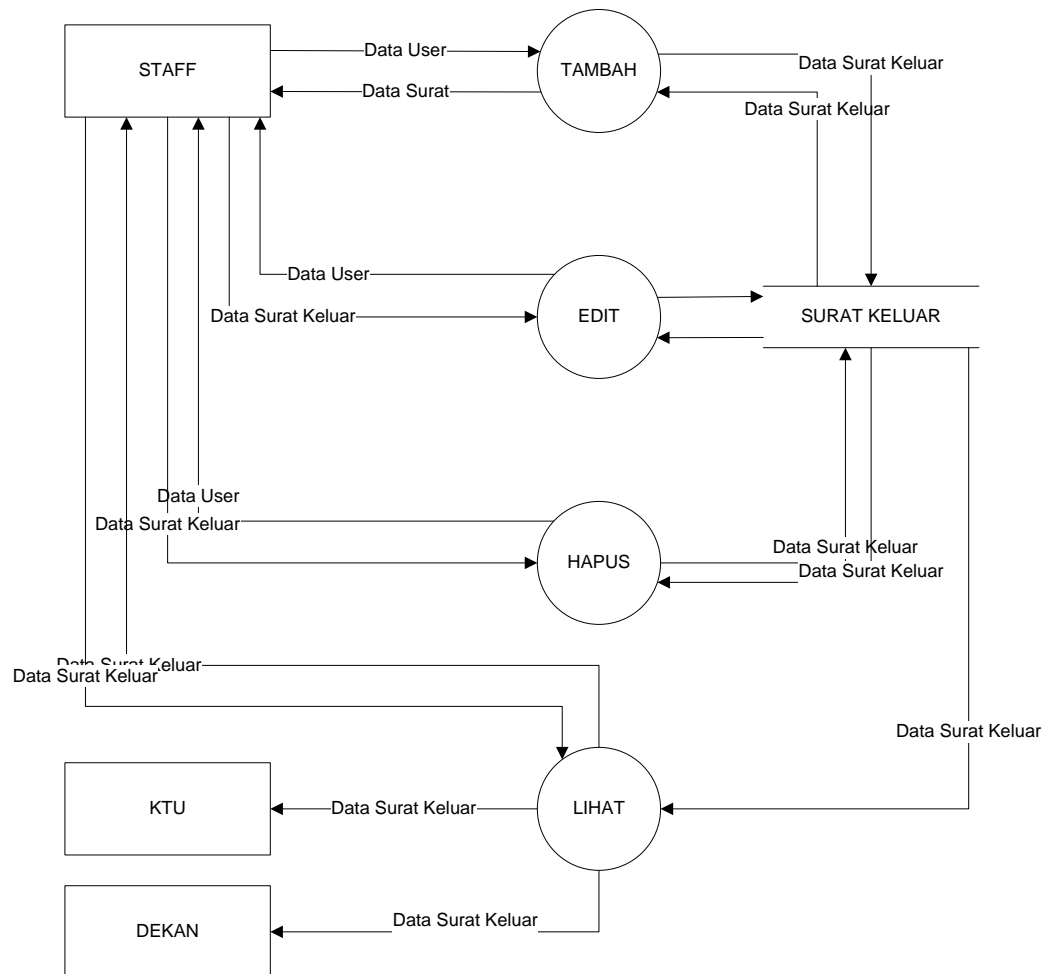 Data User
STAFF
TAMBAH
Data Surat Keluar
Data Surat
Data Surat Keluar
Data User
Data Surat Keluar
EDIT
SURAT KELUAR
Data User
Data Surat Keluar
HAPUS
Data Surat Keluar
Data Surat Keluar
Data Surat Keluar
Data Surat Keluar
Data Surat Keluar
KTU
Data Surat Keluar
LIHAT
DEKAN
Data Surat Keluar